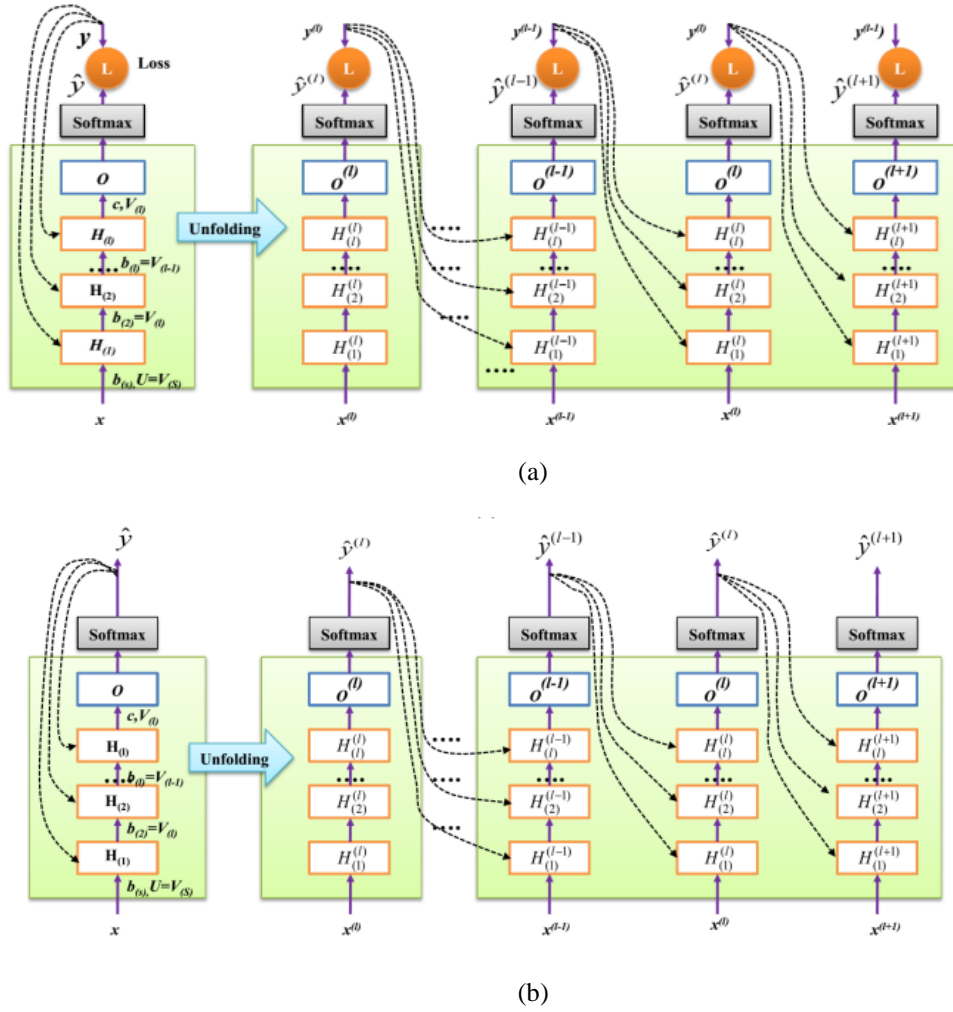 y y(l) y(l-1) y(l) y(l-1)
L Loss L L L L
ŷ ŷ(l) ŷ(l-1) ŷ(l) ŷ(l+1)
Softmax Softmax Softmax Softmax Softmax
O O(l) O(l-1) O(l) O(l+1)
c,V(l)
Unfolding
H(l) H(l)(l) H(l)(l-1) H(l)(l) H(l)(l+1)
b(l)=V(l-1)
H(2) H(2)(l) H(2)(l-1) H(2)(l) H(2)(l+1)
b(2)=V(l)
H(1) H(1)(l) H(1)(l-1) H(1)(l) H(1)(l+1)
b(s),U=V(S)
x x(l) x(l-1) x(l) x(l+1)
(a)
ŷ ŷ(l) ŷ(l-1) ŷ(l) ŷ(l+1)
Softmax Softmax Softmax Softmax Softmax
O O(l) O(l-1) O(l) O(l+1)
c,V(l)
H(l) H(l)(l) H(l)(l-1) H(l)(l) H(l)(l+1)
Unfolding
b(l)=V(l-1)
H(2) H(2)(l) H(2)(l-1) H(2)(l) H(2)(l+1)
b(2)=V(l)
H(1) H(1)(l) H(1)(l-1) H(1)(l) H(1)(l+1)
b(s),U=V(S)
x x(l) x(l-1) x(l) x(l+1)
(b)